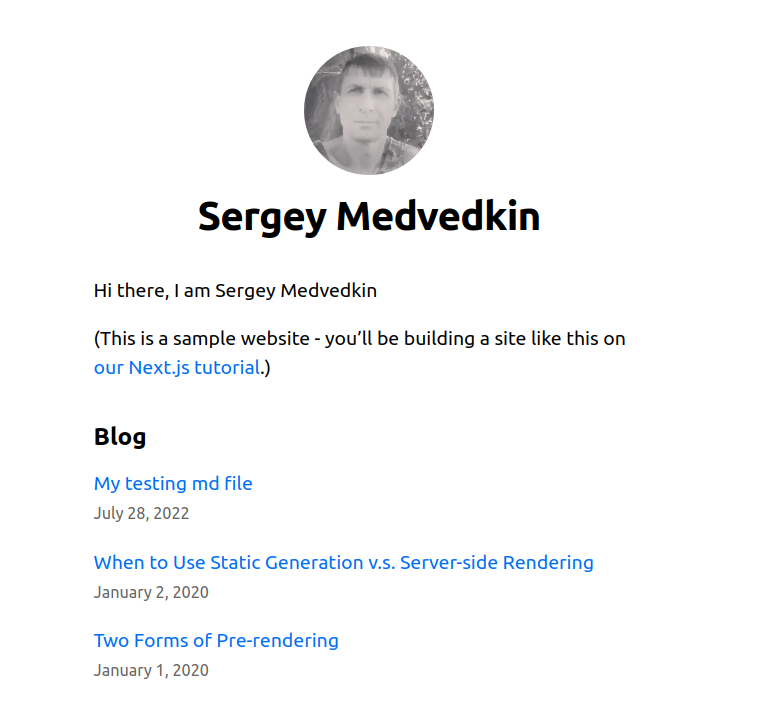 Sergey Medvedkin
Hi there, I am Sergey Medvedkin
(This is a sample website - you’ll be building a site like this on
our Next.js tutorial.)
Blog
My testing md file
July 28, 2022
When to Use Static Generation v.s. Server-side Rendering
January 2, 2020
Two Forms of Pre-rendering
January 1, 2020